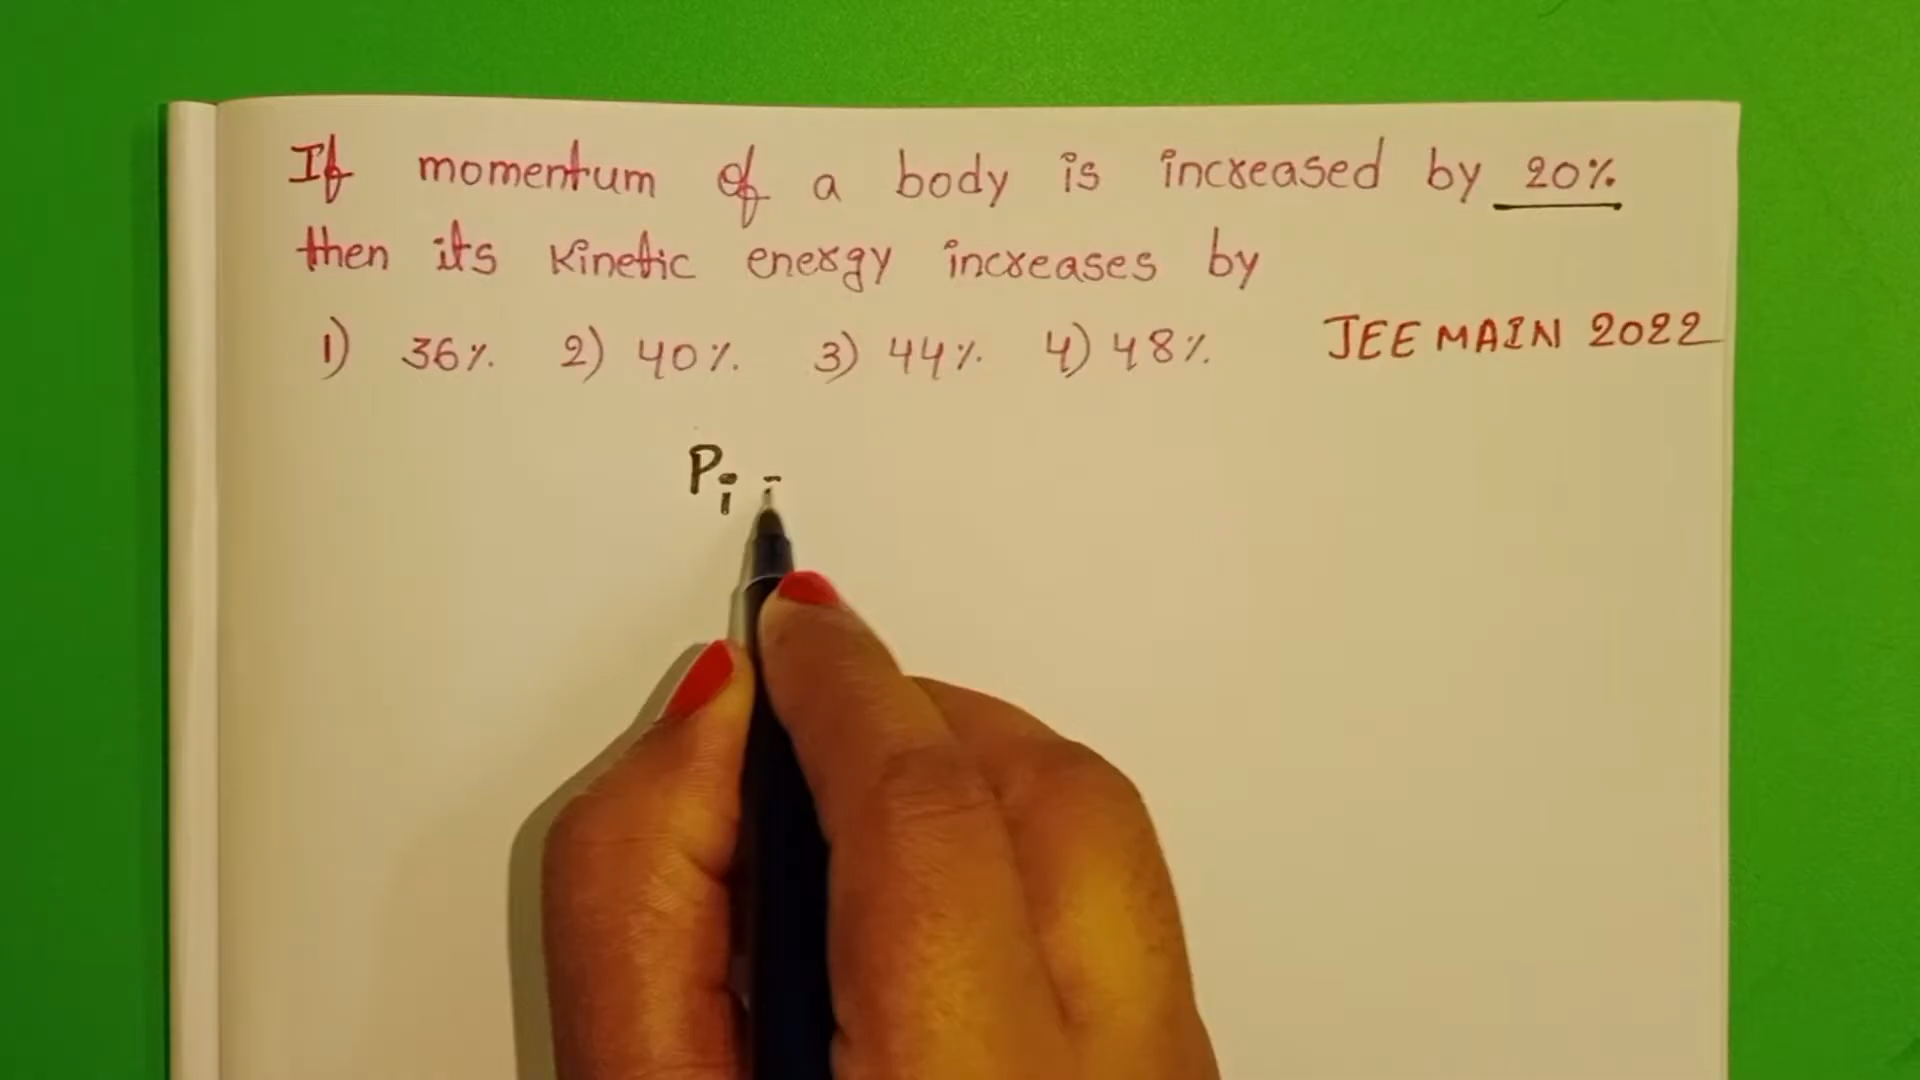 If momentum of a body is increased by 20%
then its kinetic energy increases by
1) 36% 2) 40% 3) 44% 4) 48% JEE MAIN 2022
Pi -